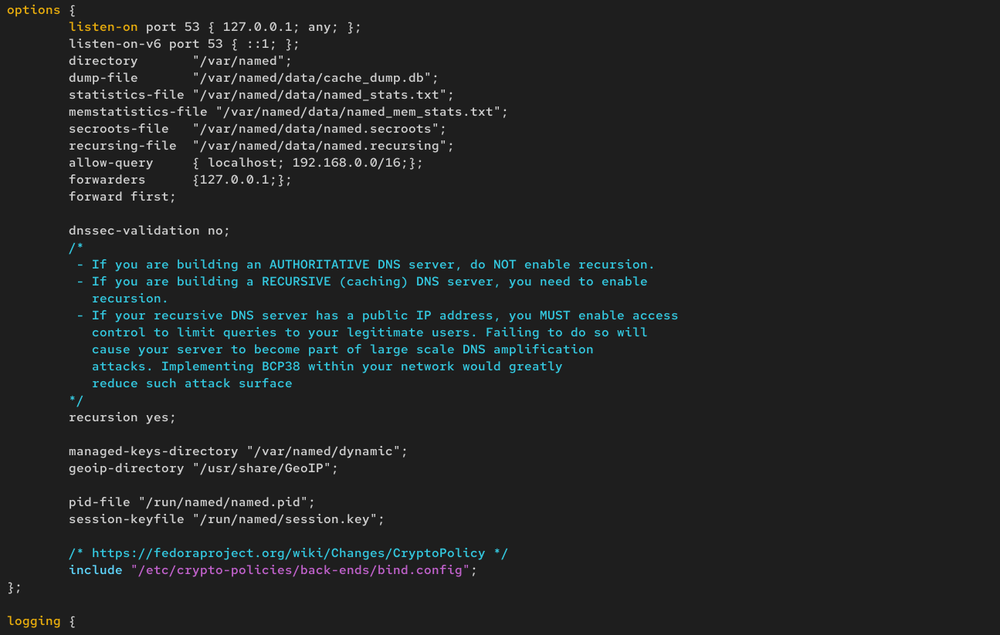 options {
        listen-on port 53 { 127.0.0.1; any; };
        listen-on-v6 port 53 { ::1; };
        directory       "/var/named";
        dump-file       "/var/named/data/cache_dump.db";
        statistics-file "/var/named/data/named_stats.txt";
        memstatistics-file "/var/named/data/named_mem_stats.txt";
        secroots-file   "/var/named/data/named.secroots";
        recursing-file  "/var/named/data/named.recursing";
        allow-query     { localhost; 192.168.0.0/16;};
        forwarders      {127.0.0.1;};
        forward first;

        dnssec-validation no;
        /*
         - If you are building an AUTHORITATIVE DNS server, do NOT enable recursion.
         - If you are building a RECURSIVE (caching) DNS server, you need to enable
           recursion.
         - If your recursive DNS server has a public IP address, you MUST enable access
           control to limit queries to your legitimate users. Failing to do so will
           cause your server to become part of large scale DNS amplification
           attacks. Implementing BCP38 within your network would greatly
           reduce such attack surface
        */
        recursion yes;

        managed-keys-directory "/var/named/dynamic";
        geoip-directory "/usr/share/GeoIP";

        pid-file "/run/named/named.pid";
        session-keyfile "/run/named/session.key";

        /* https://fedoraproject.org/wiki/Changes/CryptoPolicy */
        include "/etc/crypto-policies/back-ends/bind.config";
};

logging {